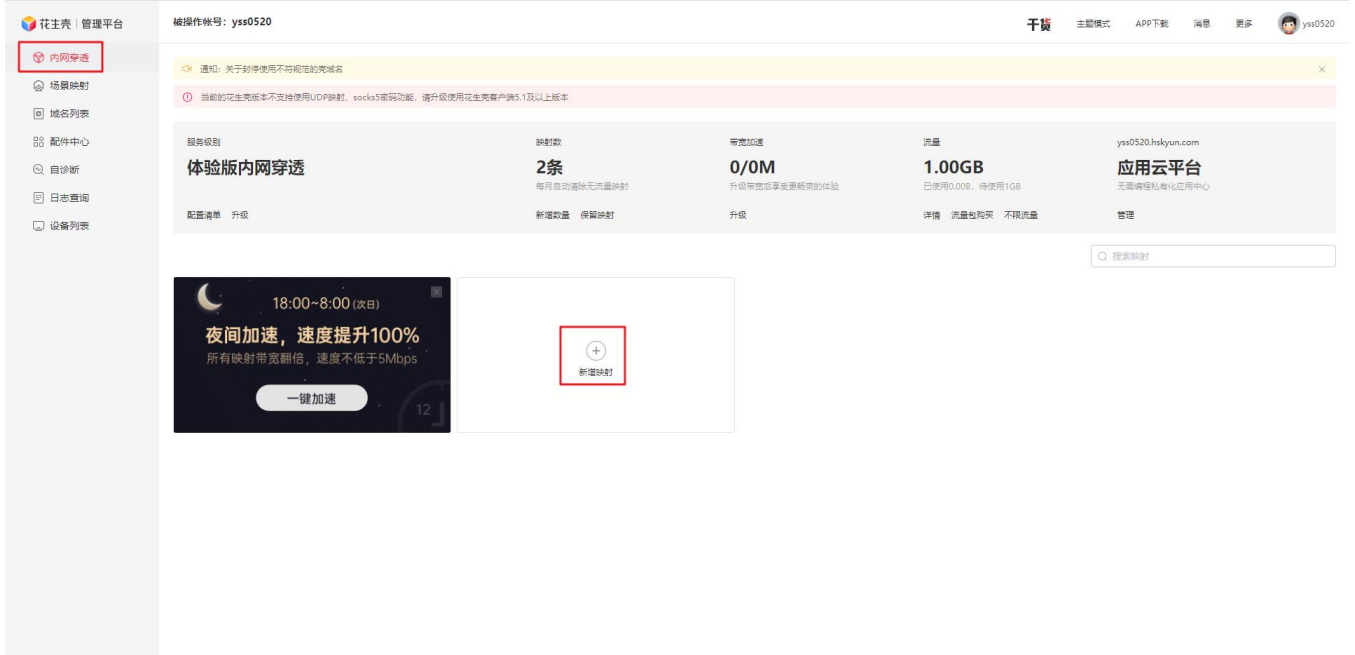 花生壳 管理平台
被操作帐号：yss0520
干货
主题模式
APP下载
消息
更多
yss0520
内网穿透
场景映射
域名列表
配件中心
自诊断
日志查询
设备列表
通知：关于封停使用不符规范的壳域名
当前的花生壳版本不支持使用UDP映射、socks5密码功能，请升级使用花生壳客户端5.1及以上版本
服务级别
体验版内网穿透
配置清单 升级
映射数
2条
每月自动清除无流量映射
新增数量 保留映射
带宽加速
0/0M
升级带宽后享受更畅爽的体验
升级
流量
1.00GB
已使用0.00B，待使用1GB
详情 流量包购买 不限流量
yss0520.hskyun.com
应用云平台
无需编程私有化应用中心
管理
搜索映射
18:00~8:00 (次日)
夜间加速，速度提升100%
所有映射带宽翻倍，速度不低于5Mbps
一键加速
12
新增映射